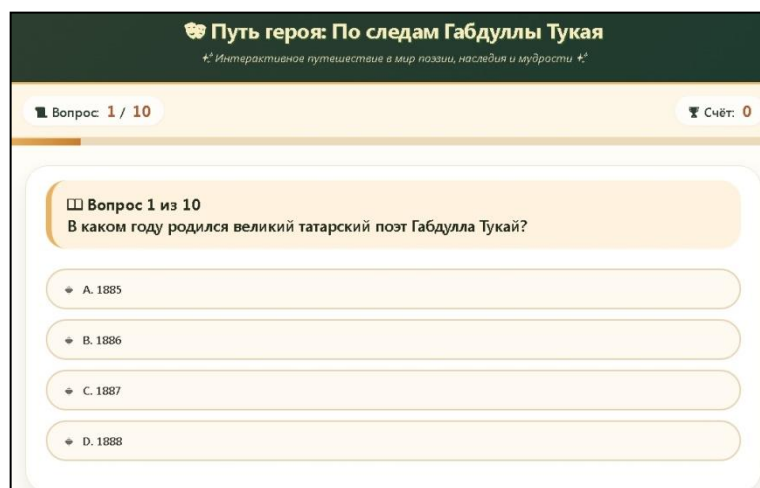 Путь героя: По следам Габдуллы Тукая
Интерактивное путешествие в мир поэзии, наследия и мудрости
Вопрос: 1 / 10
Счёт: 0
Вопрос 1 из 10
В каком году родился великий татарский поэт Габдулла Тукай?
A. 1885
B. 1886
C. 1887
D. 1888